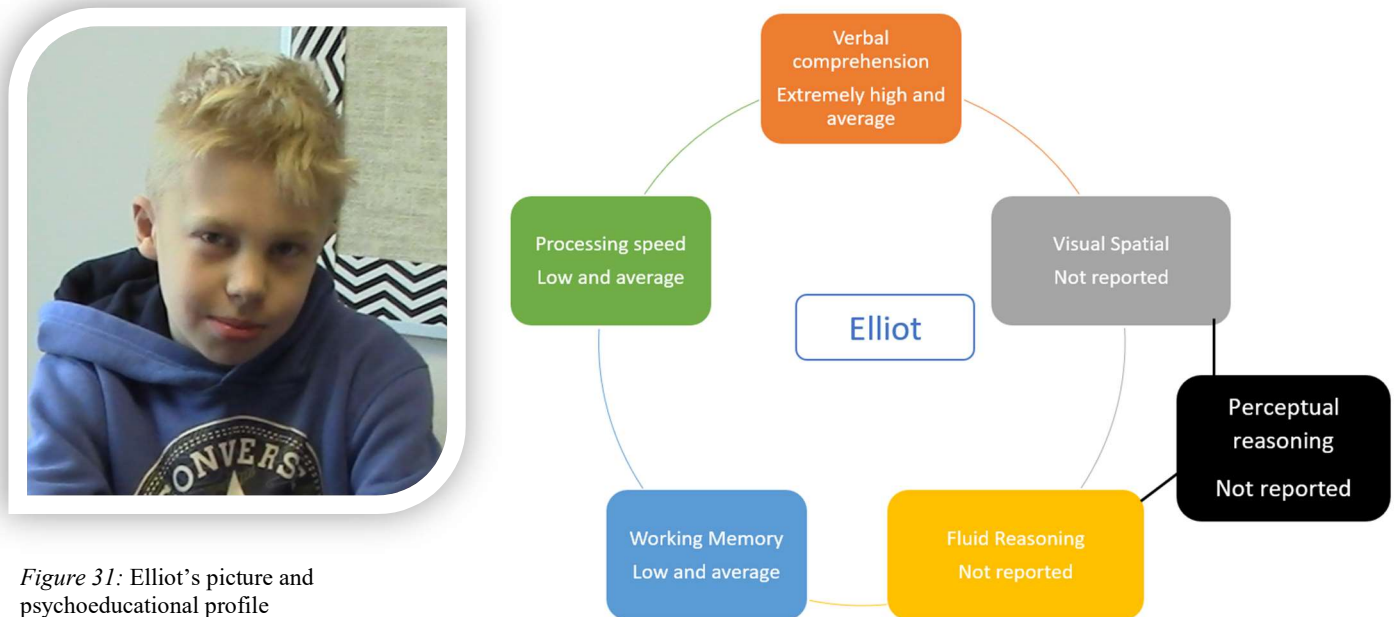 Verbal
comprehension
Extremely high and
average
Processing speed
Low and average
Visual Spatial
Not reported
Elliot
Perceptual
reasoning
Not reported
Working Memory
Low and average
Fluid Reasoning
Not reported
ONVERS
Figure 31: Elliot’s picture and
psychoeducational profile